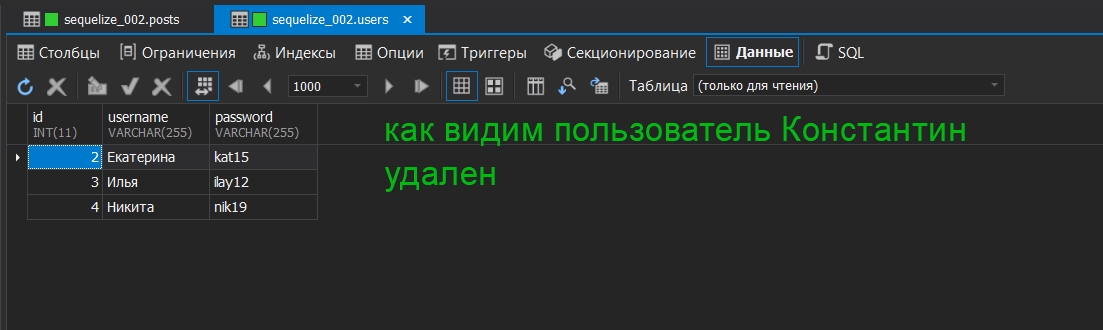 sequelize_002.posts sequelize_002.users
Столбцы Ограничения Индексы Опции Триггеры Секционирование Данные SQL
1000 Таблица (только для чтения)
id username password
INT(11) VARCHAR(255) VARCHAR(255)
2 Екатерина kat15
3 Илья ilay12
4 Никита nik19
как видим пользователь Константин
удален